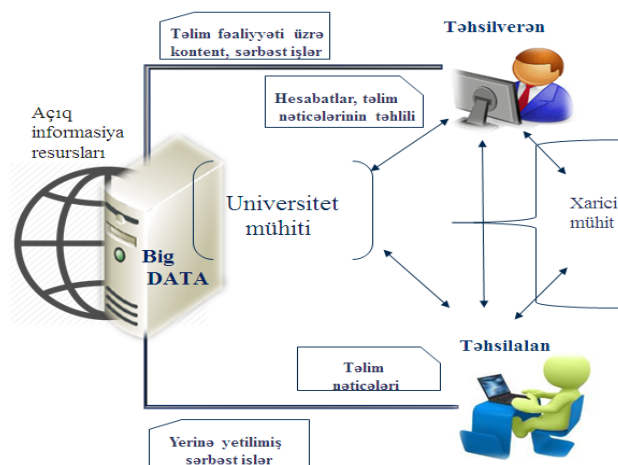 Təlim fəaliyyəti üzrə
kontent, sərbəst işlər
Təhsilverən
Hesabatlar, təlim
nəticələrinin təhlili
Açıq
informasiya
resursları
Universitet
mühiti
Xarici
mühit
Big
DATA
Təhsilalan
Təlim
nəticələri
Yerinə yetilimiş
sərbəst işlər